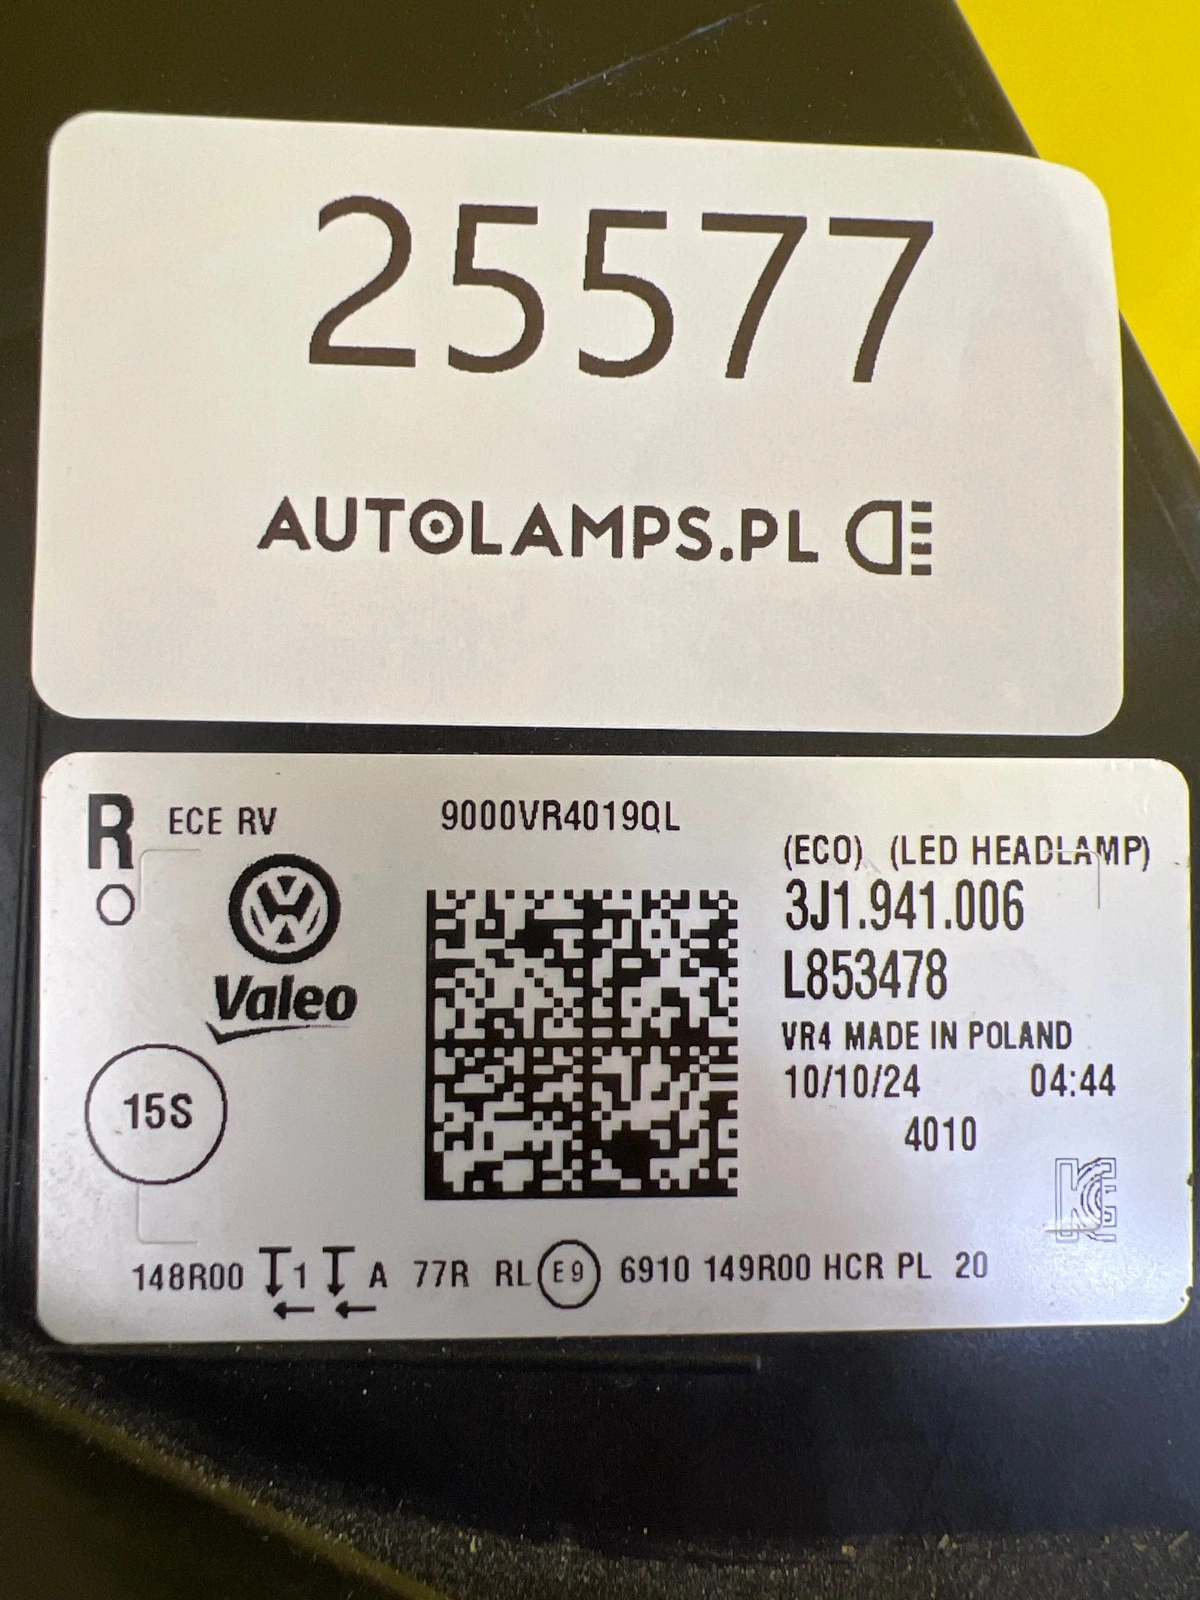 25577
AUTOLAMPS.PL
R ECE RV 9000VR4019QL
(ECO) (LED HEADLAMP)
3J1.941.006
Valeo
L853478
VR4 MADE IN POLAND
15S
10/10/24 04:44
4010
148R00 1 A 77R RL E9 6910 149R00 HCR PL 20